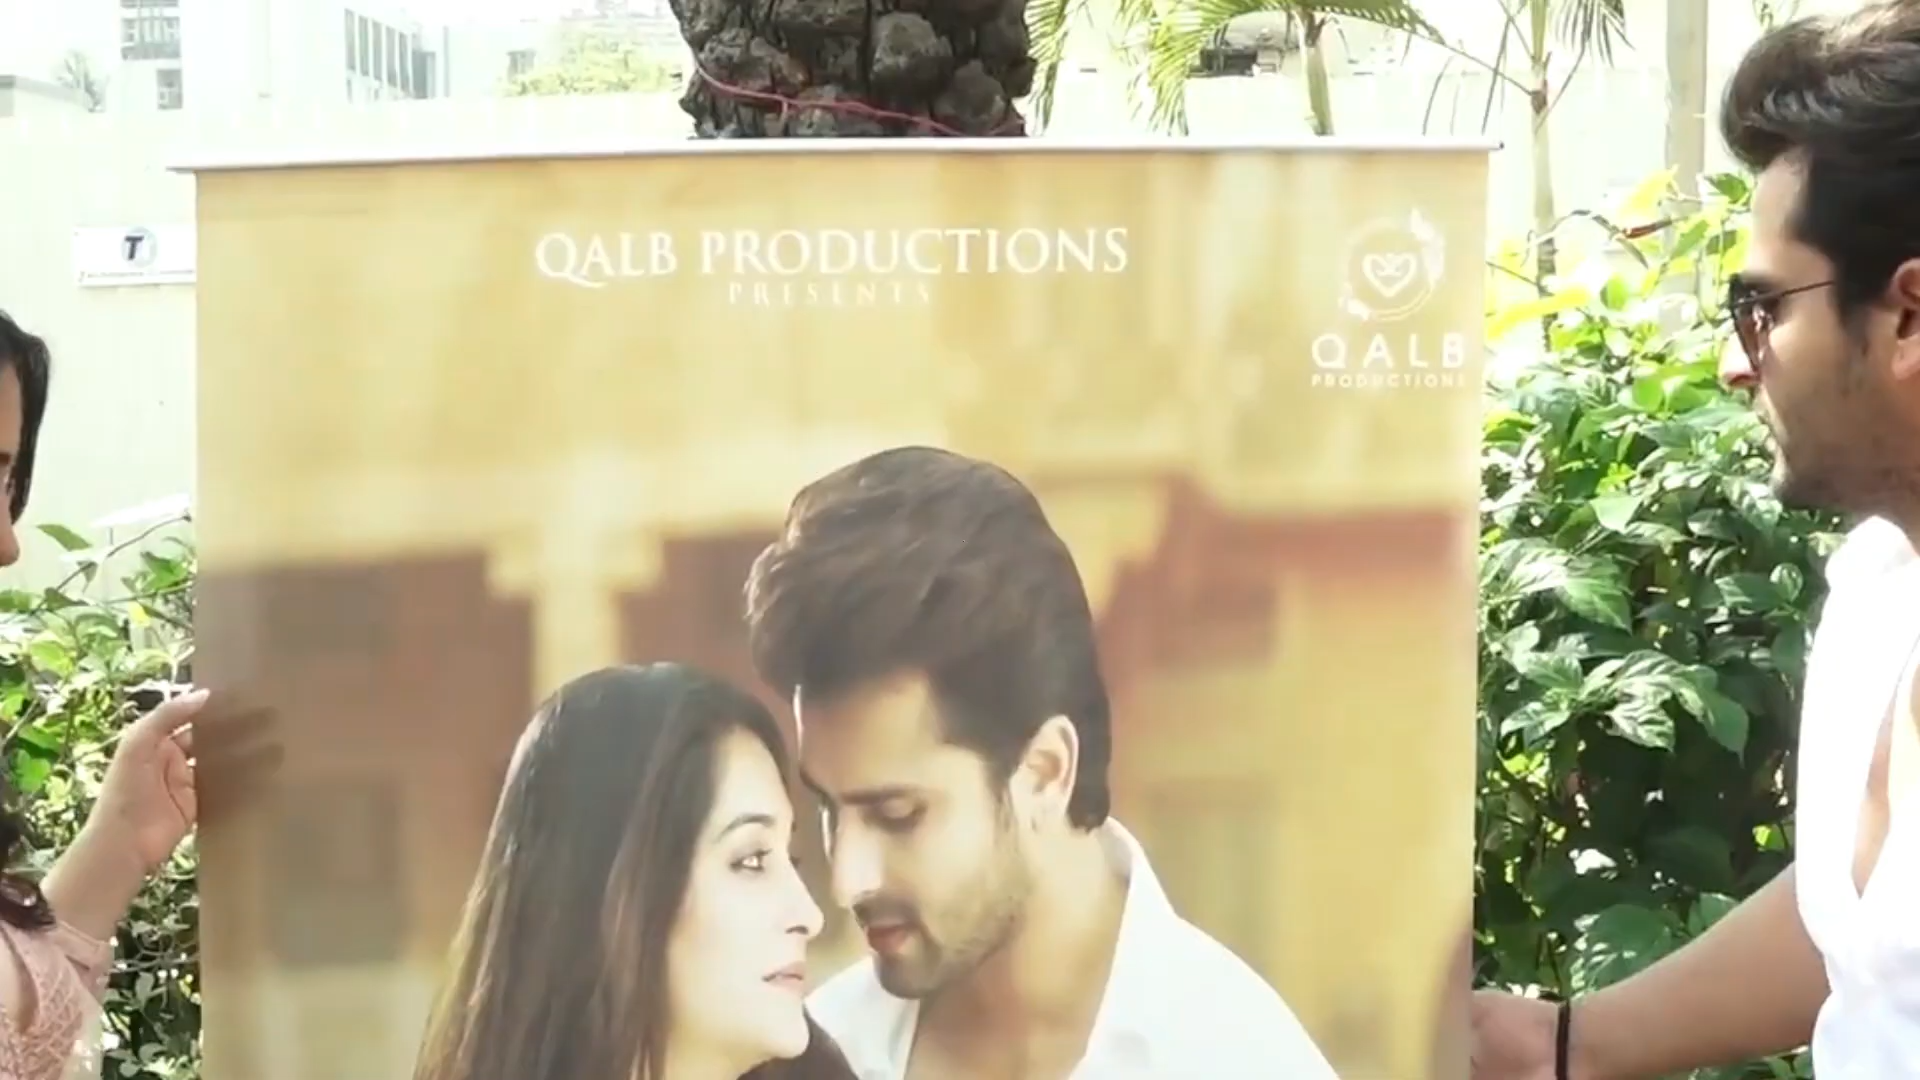 QALB PRODUCTIONS
PRESENTS
QALB
PRODUCTIONS
T